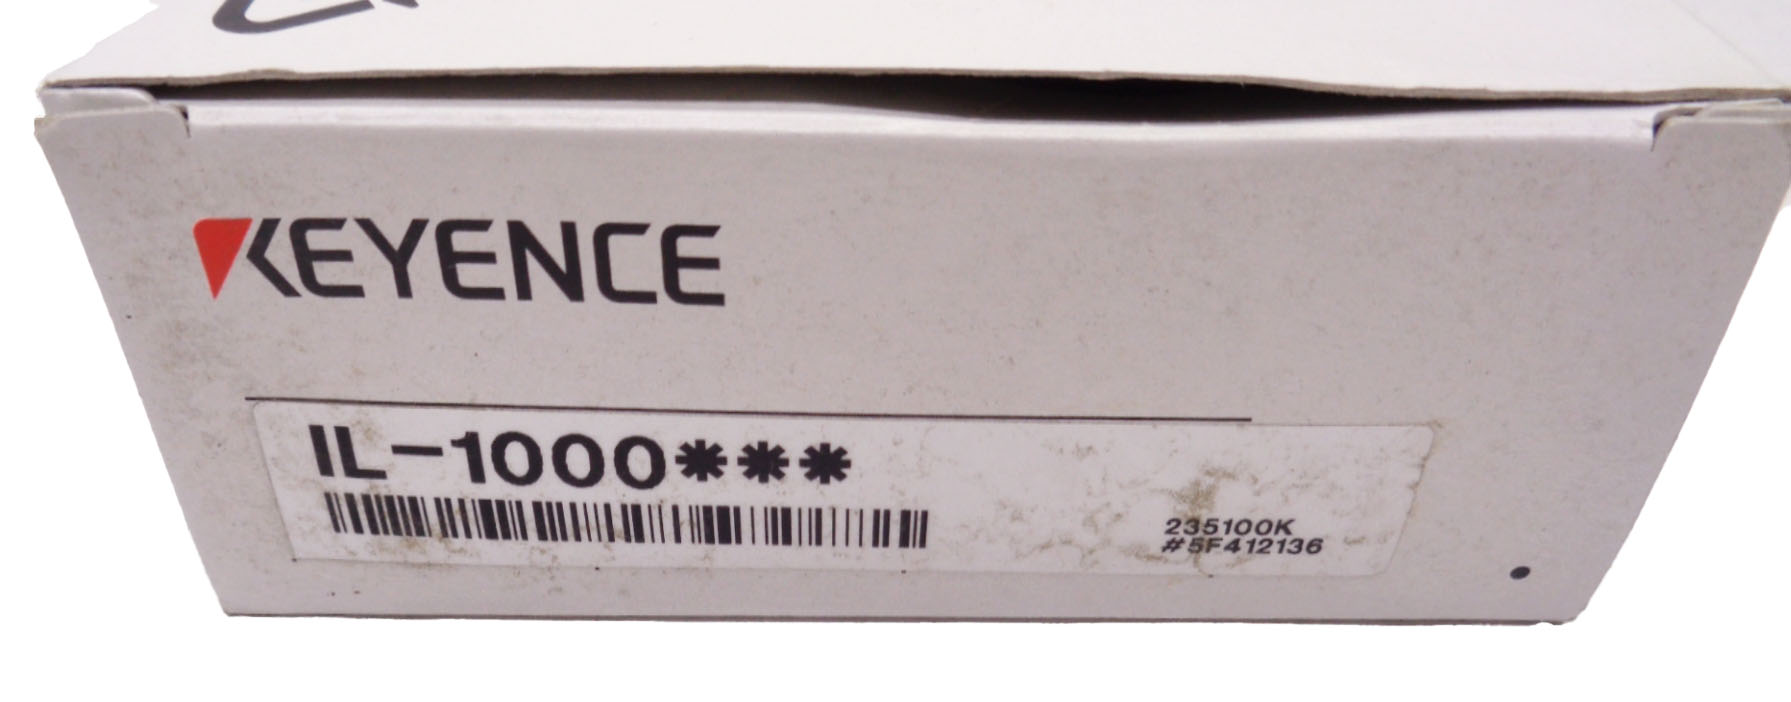 KEYENCE
IL-1000***
235100K
#5F412136